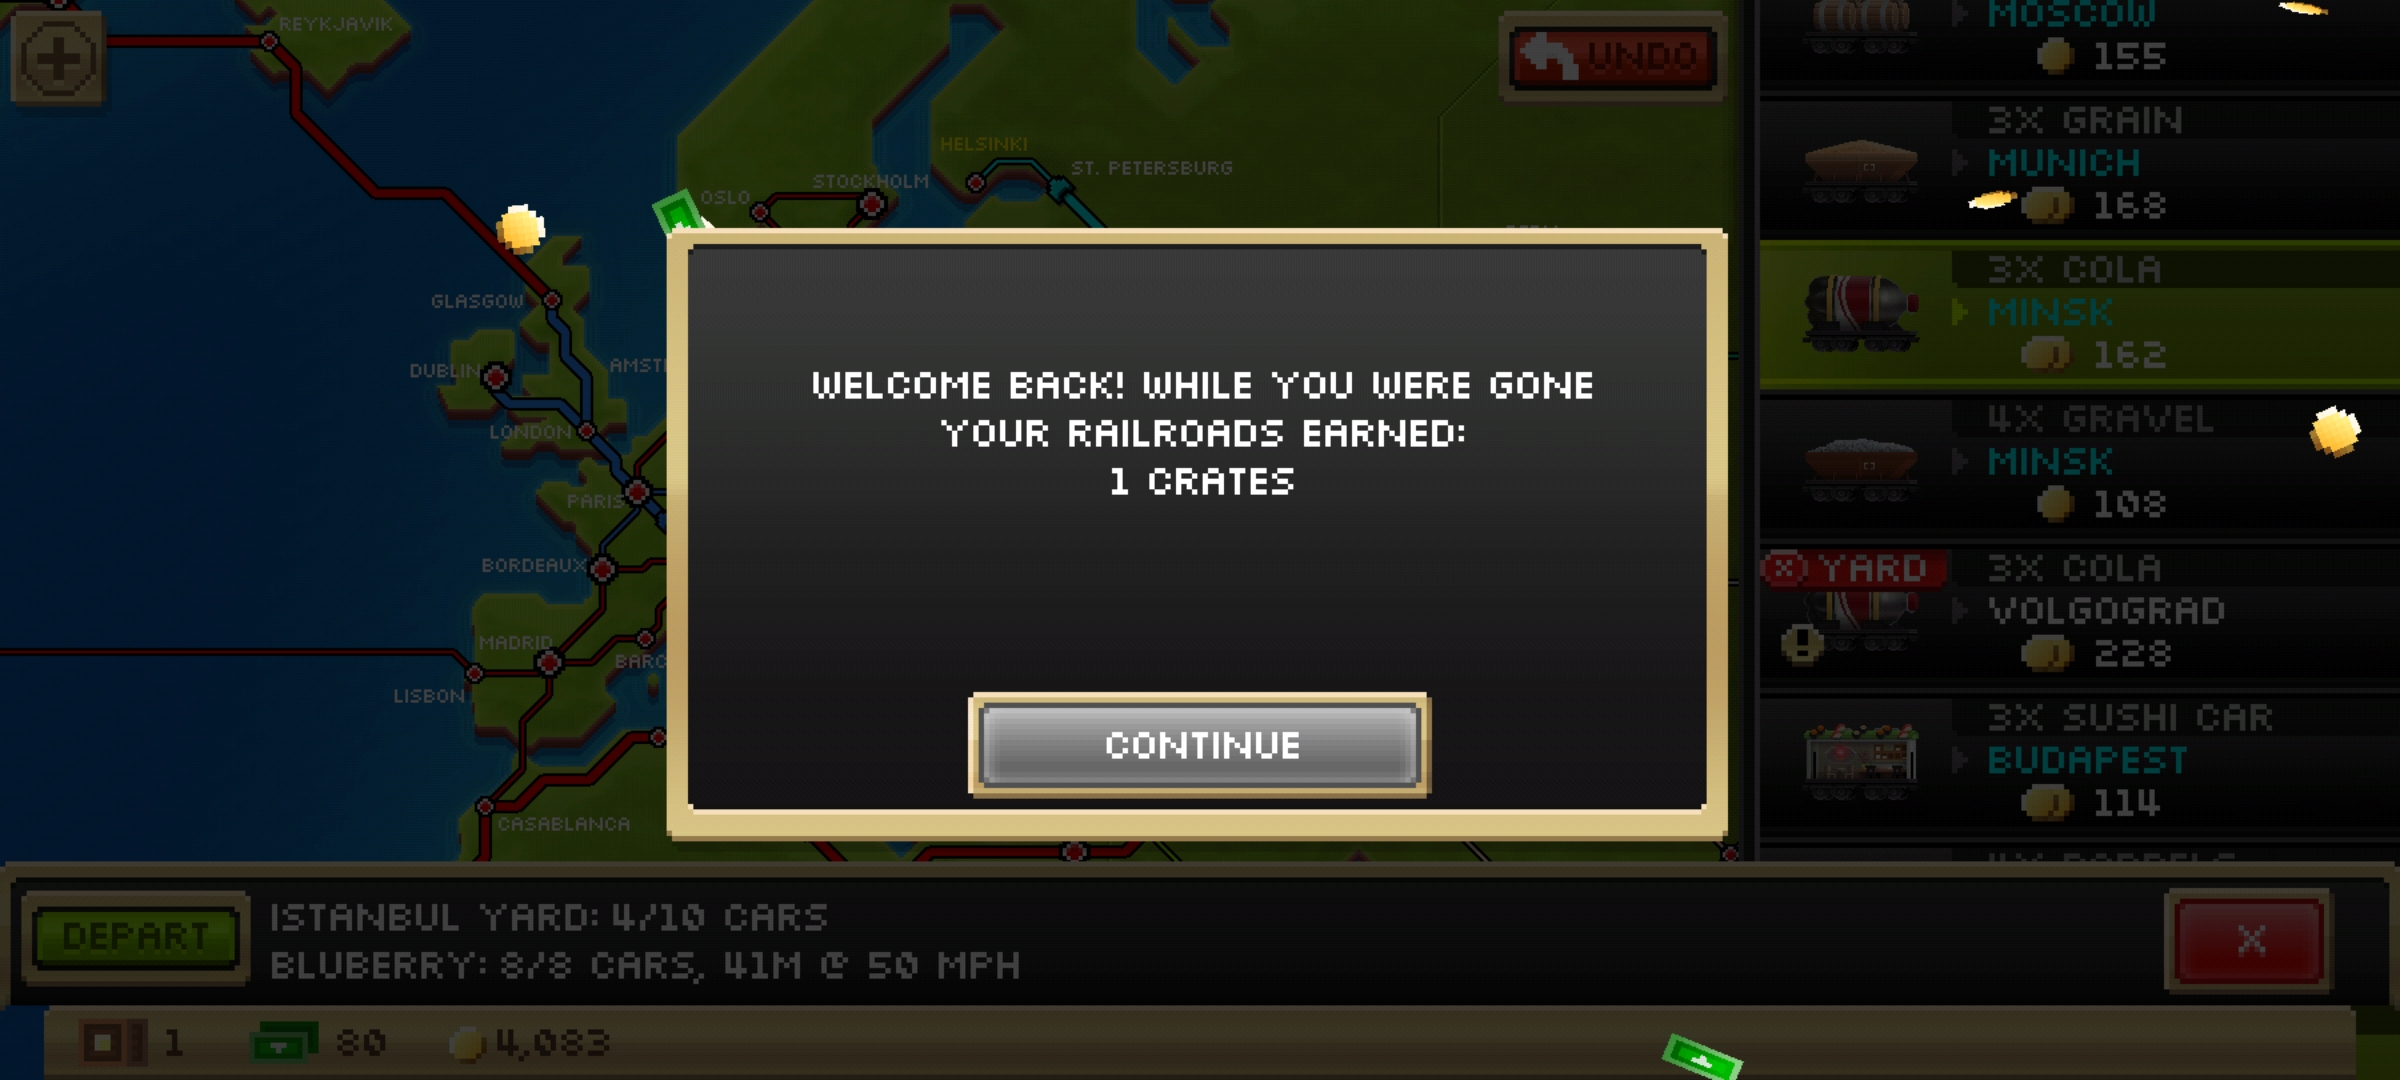 REYKJAVIK
UNDO
HELSINKI
ST. PETERSBURG
STOCKHOLM
OSLO
GLASGOW
DUBLIN
LONDON
PARIS
BORDEAUX
MADRID
LISBON
CASABLANCA
WELCOME BACK! WHILE YOU WERE GONE
YOUR RAILROADS EARNED:
1 CRATES
CONTINUE
MOSCOW
155
3X GRAIN
MUNICH
168
3X COLA
MINSK
162
4X GRAVEL
MINSK
108
YARD
3X COLA
VOLGOGRAD
! 228
3X SUSHI CAR
BUDAPEST
114
DEPART
ISTANBUL YARD: 4/10 CARS
BLUBERRY: 8/8 CARS, 41M @ 50 MPH
X
1 80 4,083